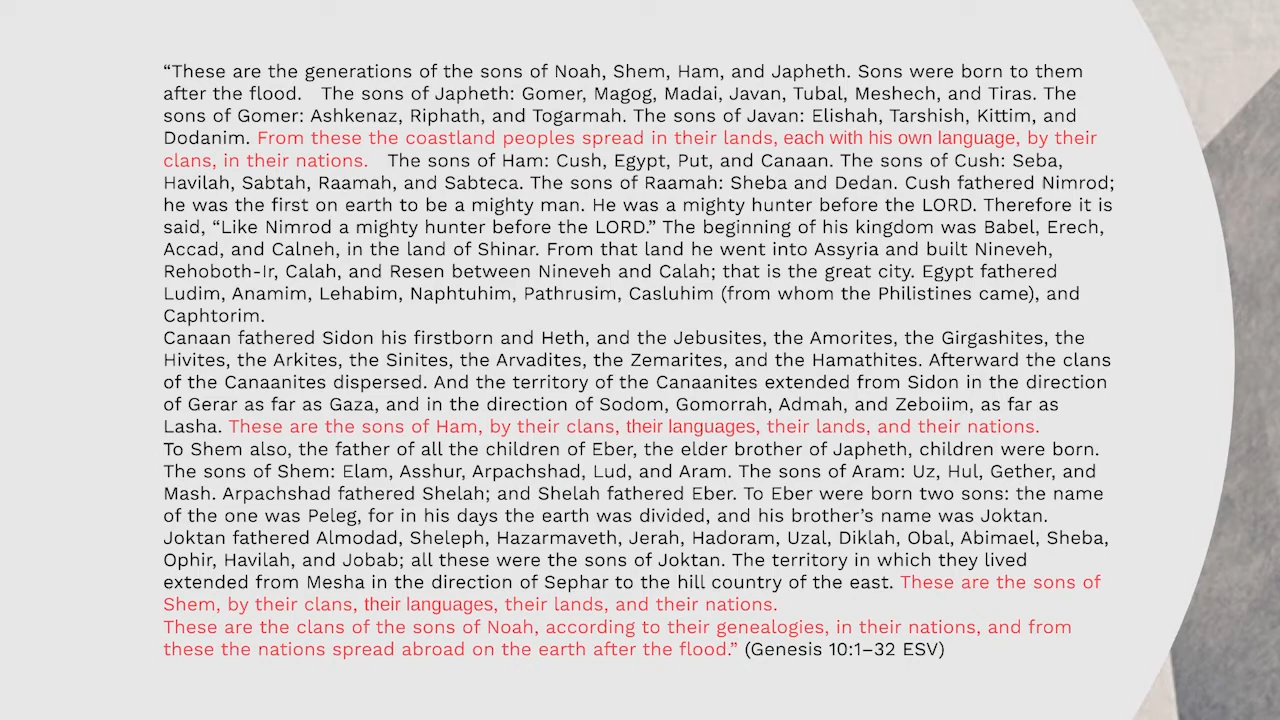 “These are the generations of the sons of Noah, Shem, Ham, and Japheth. Sons were born to them
after the flood.   The sons of Japheth: Gomer, Magog, Madai, Javan, Tubal, Meshech, and Tiras. The
sons of Gomer: Ashkenaz, Riphath, and Togarmah. The sons of Javan: Elishah, Tarshish, Kittim, and
Dodanim. From these the coastland peoples spread in their lands, each with his own language, by their
clans, in their nations.   The sons of Ham: Cush, Egypt, Put, and Canaan. The sons of Cush: Seba,
Havilah, Sabtah, Raamah, and Sabteca. The sons of Raamah: Sheba and Dedan. Cush fathered Nimrod;
he was the first on earth to be a mighty man. He was a mighty hunter before the LORD. Therefore it is
said, “Like Nimrod a mighty hunter before the LORD.” The beginning of his kingdom was Babel, Erech,
Accad, and Calneh, in the land of Shinar. From that land he went into Assyria and built Nineveh,
Rehoboth-Ir, Calah, and Resen between Nineveh and Calah; that is the great city. Egypt fathered
Ludim, Anamim, Lehabim, Naphtuhim, Pathrusim, Casluhim (from whom the Philistines came), and
Caphtorim.
Canaan fathered Sidon his firstborn and Heth, and the Jebusites, the Amorites, the Girgashites, the
Hivites, the Arkites, the Sinites, the Arvadites, the Zemarites, and the Hamathites. Afterward the clans
of the Canaanites dispersed. And the territory of the Canaanites extended from Sidon in the direction
of Gerar as far as Gaza, and in the direction of Sodom, Gomorrah, Admah, and Zeboiim, as far as
Lasha. These are the sons of Ham, by their clans, their languages, their lands, and their nations.
To Shem also, the father of all the children of Eber, the elder brother of Japheth, children were born.
The sons of Shem: Elam, Asshur, Arpachshad, Lud, and Aram. The sons of Aram: Uz, Hul, Gether, and
Mash. Arpachshad fathered Shelah; and Shelah fathered Eber. To Eber were born two sons: the name
of the one was Peleg, for in his days the earth was divided, and his brother’s name was Joktan.
Joktan fathered Almodad, Sheleph, Hazarmaveth, Jerah, Hadoram, Uzal, Diklah, Obal, Abimael, Sheba,
Ophir, Havilah, and Jobab; all these were the sons of Joktan. The territory in which they lived
extended from Mesha in the direction of Sephar to the hill country of the east. These are the sons of
Shem, by their clans, their languages, their lands, and their nations.
These are the clans of the sons of Noah, according to their genealogies, in their nations, and from
these the nations spread abroad on the earth after the flood.” (Genesis 10:1–32 ESV)